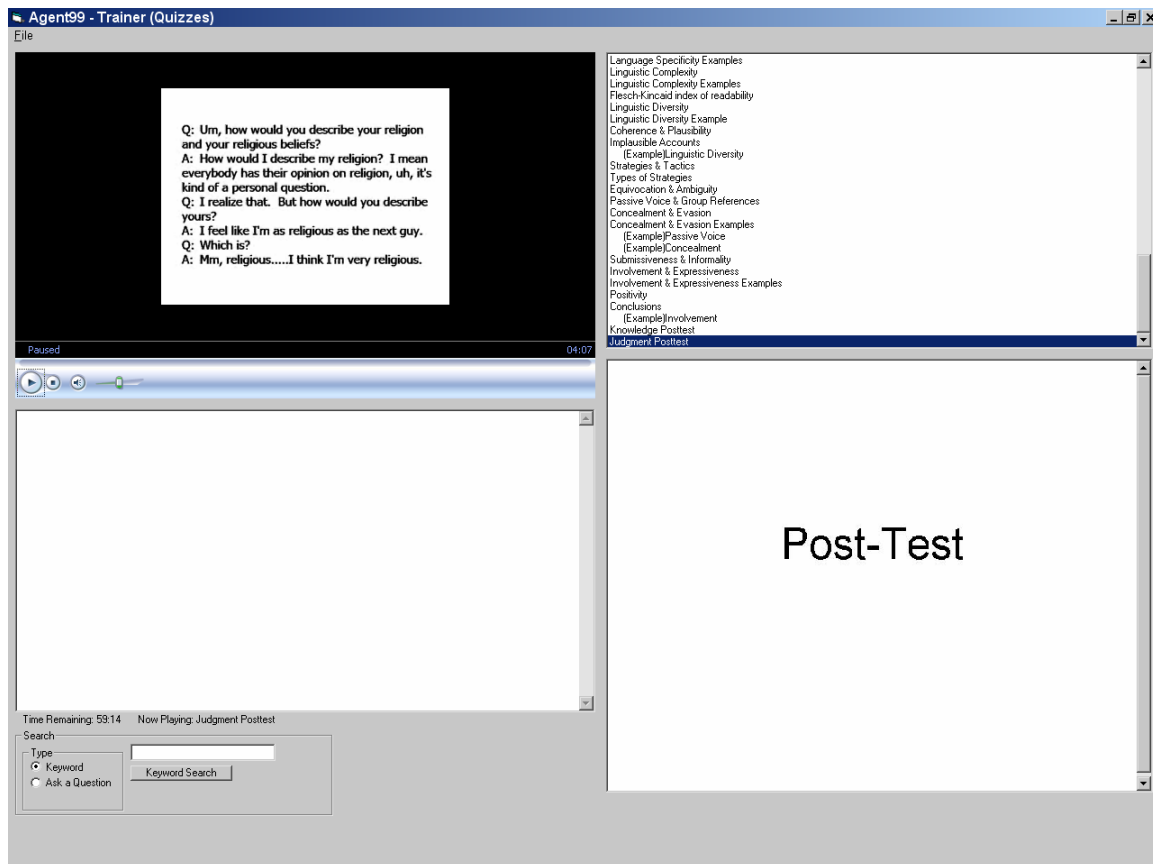 Agent99 - Trainer (Quizzes)
File
Q: Um, how would you describe your religion
and your religious beliefs?
A: How would I describe my religion? I mean
everybody has their opinion on religion, uh, it's
kind of a personal question.
Q: I realize that. But how would you describe
yours?
A: I feel like I'm as religious as the next guy.
Q: Which is?
A: Mm, religious.....I think I'm very religious.
Paused 04:07
Language Specificity Examples
Linguistic Complexity
Linguistic Complexity Examples
Flesch-Kincaid index of readability
Linguistic Diversity
Linguistic Diversity Example
Coherence & Plausibility
Implausible Accounts
(Example)Linguistic Diversity
Strategies & Tactics
Types of Strategies
Equivocation & Ambiguity
Passive Voice & Group References
Concealment & Evasion
Concealment & Evasion Examples
(Example)Passive Voice
(Example)Concealment
Submissiveness & Informality
Involvement & Expressiveness
Involvement & Expressiveness Examples
Positivity
Conclusions
(Example)Involvement
Knowledge Posttest
Judgment Posttest
Post-Test
Time Remaining: 59:14 Now Playing: Judgment Posttest
Search
Type
Keyword
Ask a Question
Keyword Search